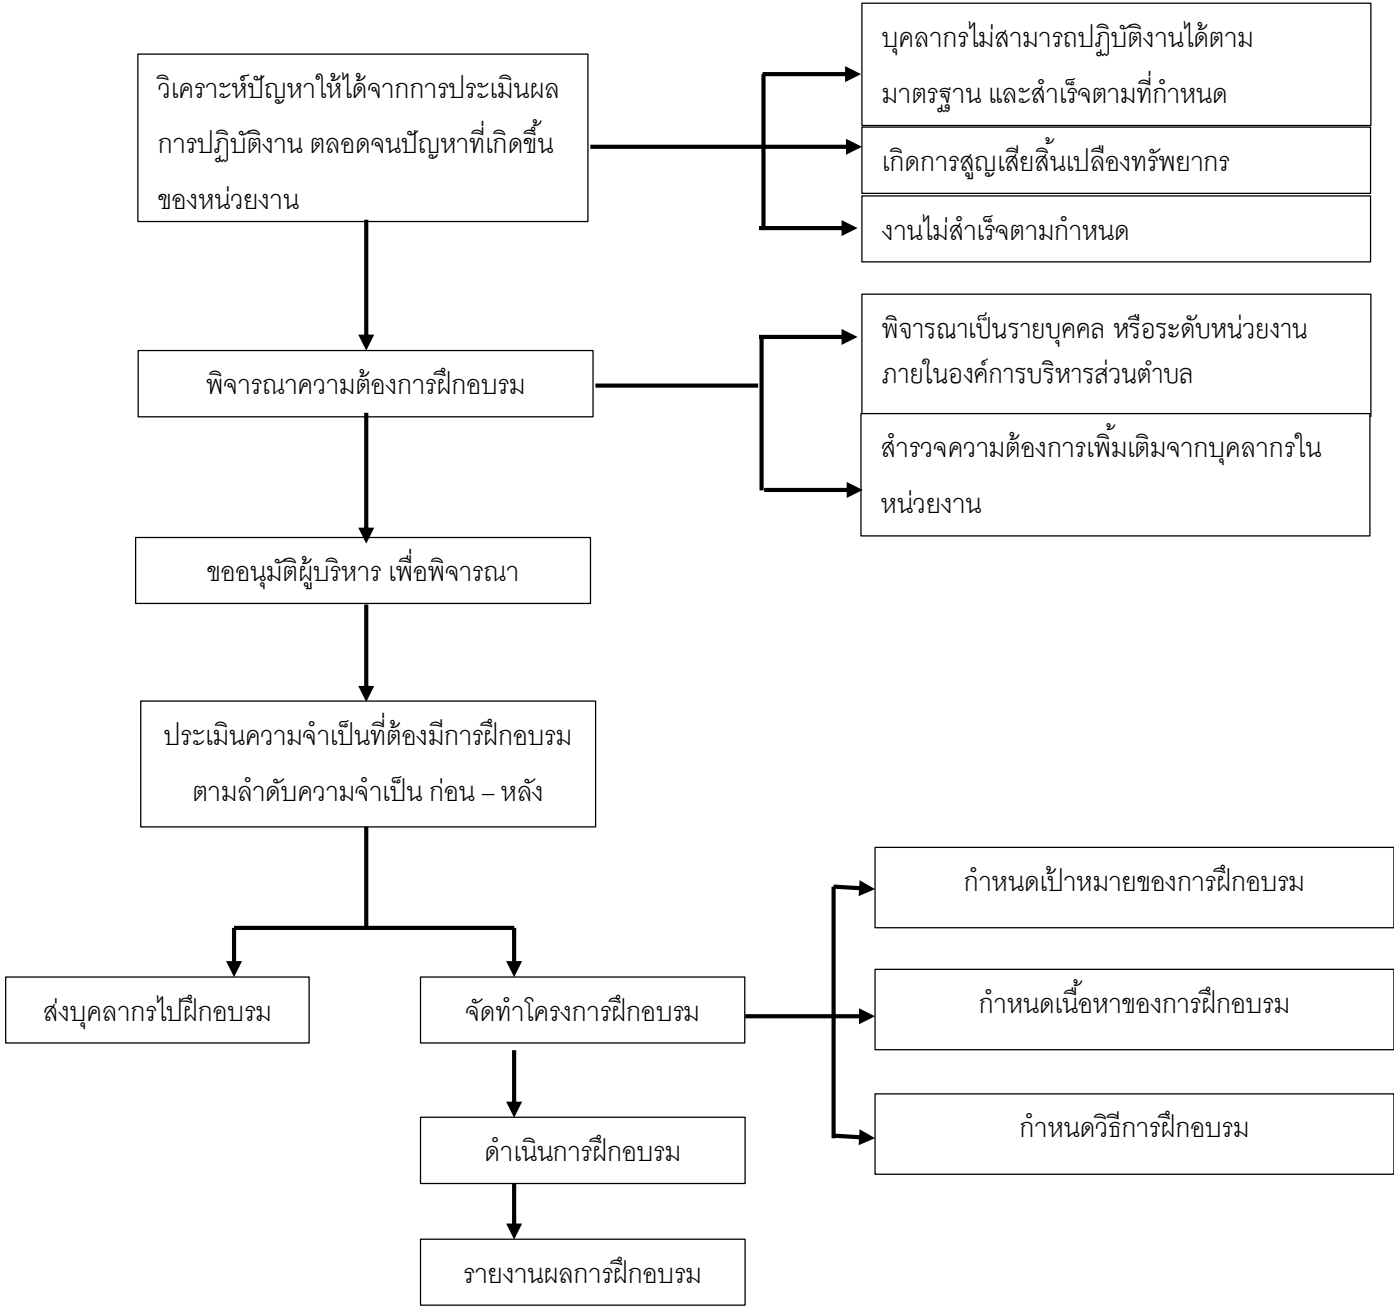 วิเคราะห์ปัญหาให้ได้จากการประเมินผล
การปฏิบัติงาน ตลอดจนปัญหาที่เกิดขึ้น
ของหน่วยงาน
บุคลากรไม่สามารถปฏิบัติงานได้ตาม
มาตรฐาน และสำเร็จตามที่กำหนด
เกิดการสูญเสียสิ้นเปลืองทรัพยากร
งานไม่สำเร็จตามกำหนด
พิจารณาความต้องการฝึกอบรม
พิจารณาเป็นรายบุคคล หรือระดับหน่วยงาน
ภายในองค์การบริหารส่วนตำบล
สำรวจความต้องการเพิ้มเติมจากบุคลากรใน
หน่วยงาน
ขออนุมัติผู้บริหาร เพื่อพิจารณา
ประเมินความจำเป็นที่ต้องมีการฝึกอบรม
ตามลำดับความจำเป็น ก่อน – หลัง
ส่งบุคลากรไปฝึกอบรม
จัดทำโครงการฝึกอบรม
กำหนดเป้าหมายของการฝึกอบรม
กำหนดเนื้อหาของการฝึกอบรม
กำหนดวิธีการฝึกอบรม
ดำเนินการฝึกอบรม
รายงานผลการฝึกอบรม